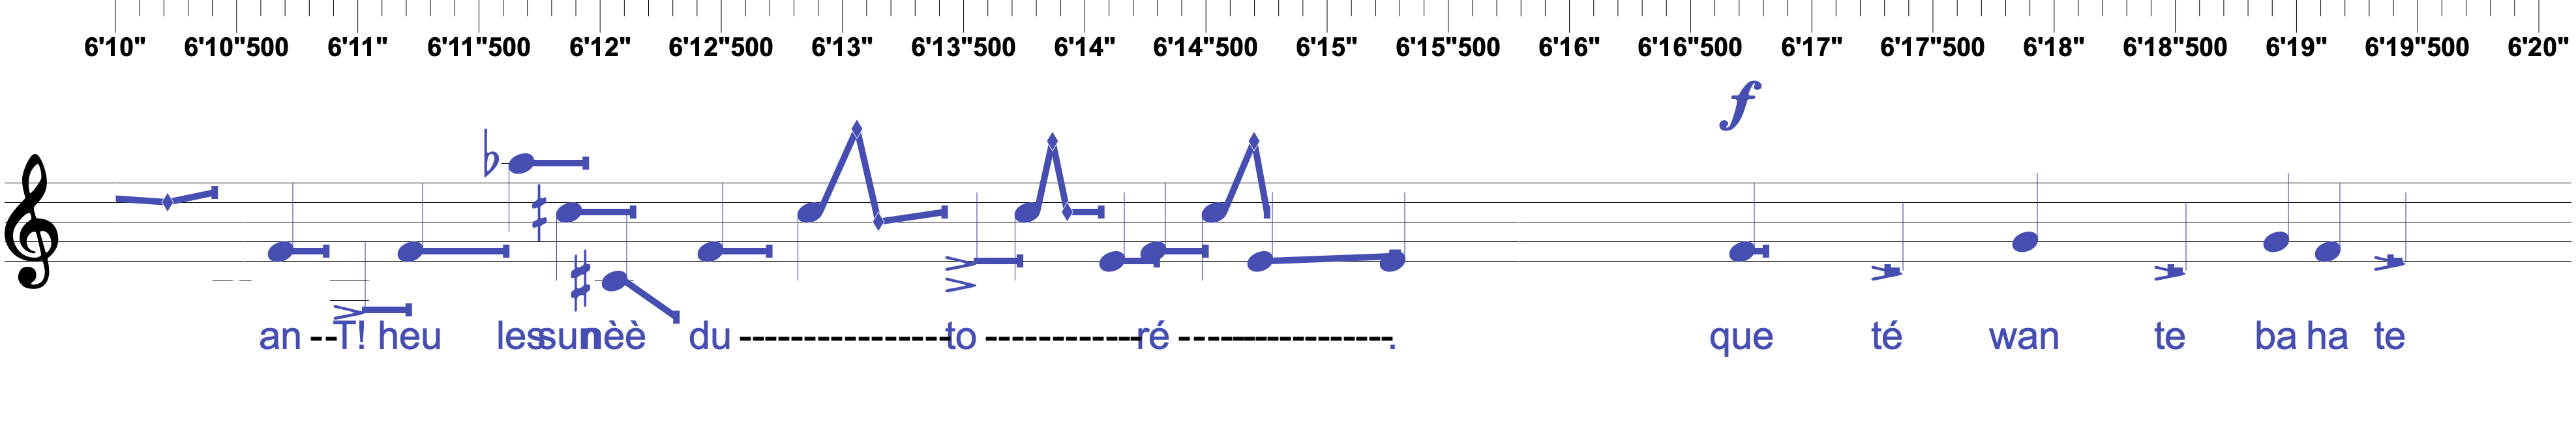 6'10" 6'10"500 6'11" 6'11"500 6'12" 6'12"500 6'13" 6'13"500 6'14" 6'14"500 6'15" 6'15"500 6'16" 6'16"500 6'17" 6'17"500 6'18" 6'18"500 6'19" 6'19"500 6'20"
f
an --T! heu les sun nèè du ----------------to ------------ré ----------------. que té wan te ba ha te